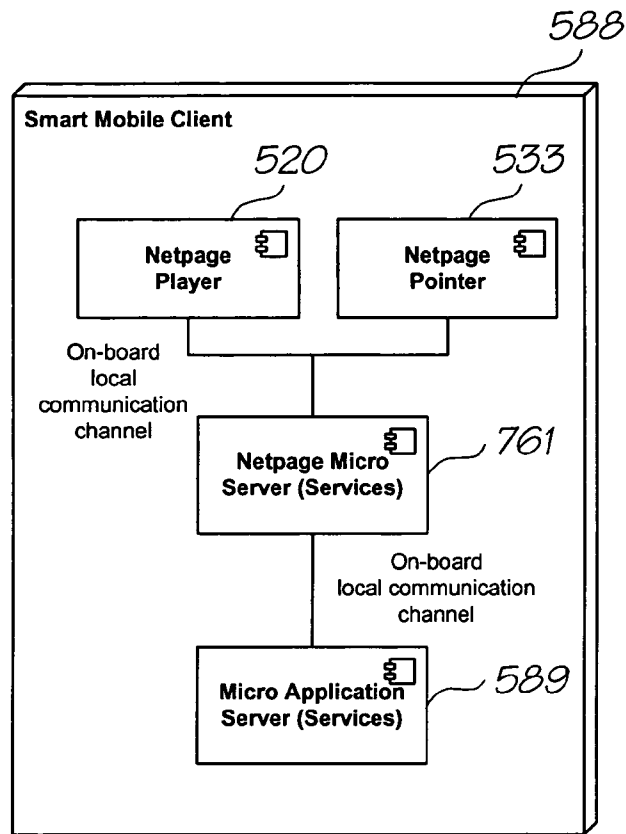 588
Smart Mobile Client
520
533
Netpage
Player
Netpage
Pointer
On-board
local
communication
channel
Netpage Micro
Server (Services)
761
On-board
local communication
channel
Micro Application
Server (Services)
589